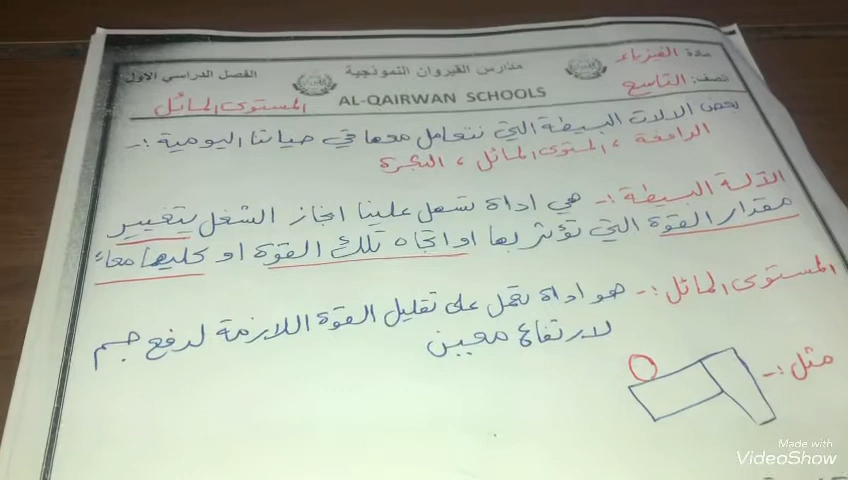 مادة الفيزياء
مدارس القيروان النموذجية
الفصل الدراسي الاول
الصف: التاسع
AL-QAIRWAN SCHOOLS
المستوى المائل
بعض الالات البسيطة التي نتعامل معها في حياتنا اليومية :-
الرافعة ، المستوى المائل ، البكرة
الآلة البسيطة :- هي اداة تسهل علينا انجاز الشغل بتغيير
مقدار القوة التي تؤثر بها او اتجاه تلك القوة او كليهما معاً
المستوى المائل :- هو اداة تعمل على تقليل القوة اللازمة لدفع جسم
لارتفاع معين
مثل :-
Made with
VideoShow